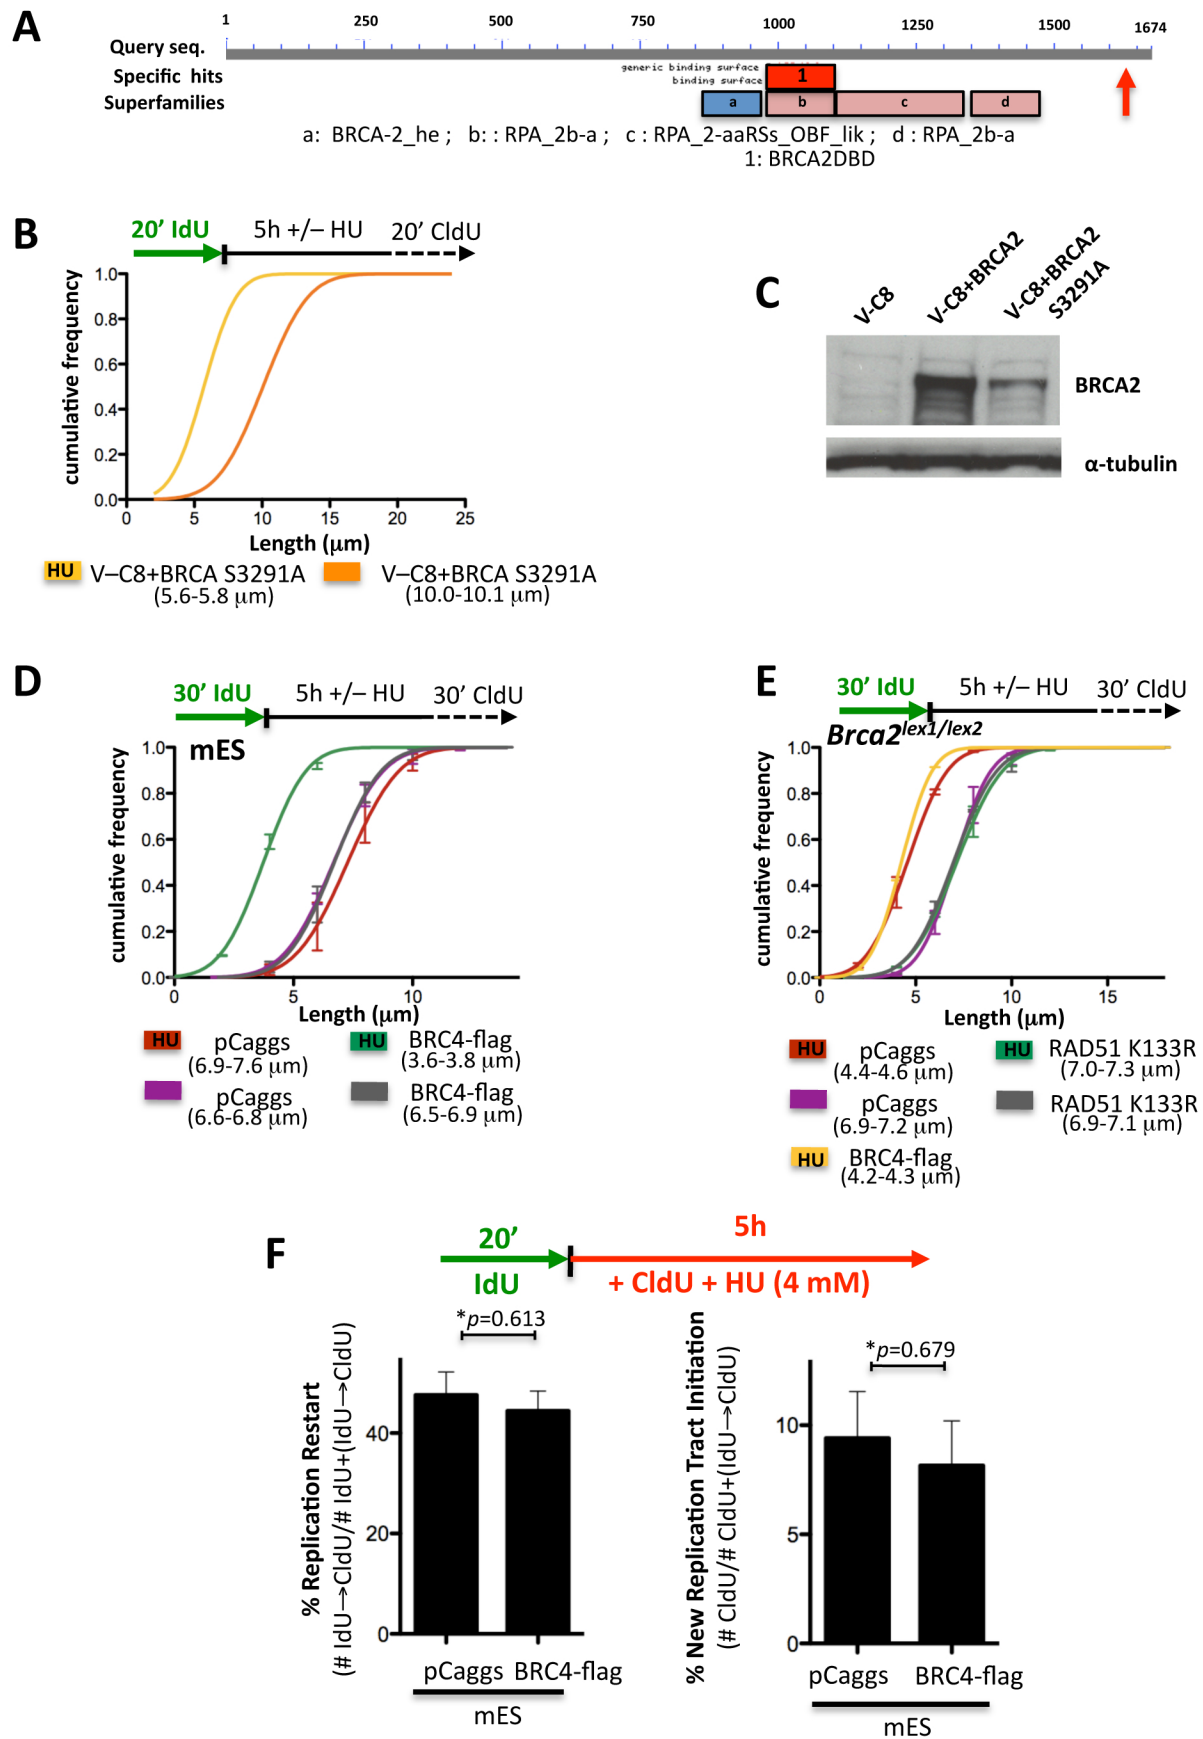 A
1 250 500 750 1000 1250 1500 1674
Query seq.
generic binding surface
Specific hits
binding surface
1
Superfamilies
a b c d
a: BRCA-2_he ; b: : RPA_2b-a ; c : RPA_2-aaRSs_OBF_lik ; d : RPA_2b-a
1: BRCA2DBD
B
20’ IdU 5h +/– HU 20’ CldU
cumulative frequency
1.0
0.8
0.6
0.4
0.2
0.0
0 5 10 15 20 25
Length (μm)
HU V–C8+BRCA S3291A
(5.6-5.8 μm)
V–C8+BRCA S3291A
(10.0-10.1 μm)
C
V-C8
V-C8+BRCA2
V-C8+BRCA2
S3291A
BRCA2
α-tubulin
D
30’ IdU 5h +/– HU 30’ CldU
mES
cumulative frequency
1.0
0.8
0.6
0.4
0.2
0.0
0 5 10
Length (μm)
HU pCaggs
(6.9-7.6 μm)
HU BRC4-flag
(3.6-3.8 μm)
pCaggs
(6.6-6.8 μm)
BRC4-flag
(6.5-6.9 μm)
E
30’ IdU 5h +/– HU 30’ CldU
Brca2lex1/lex2
cumulative frequency
1.0
0.8
0.6
0.4
0.2
0.0
0 5 10 15
Length (μm)
HU pCaggs
(4.4-4.6 μm)
HU RAD51 K133R
(7.0-7.3 μm)
pCaggs
(6.9-7.2 μm)
RAD51 K133R
(6.9-7.1 μm)
HU BRC4-flag
(4.2-4.3 μm)
F
20’ 5h
IdU + CldU + HU (4 mM)
% Replication Restart
(# IdU→CldU/# IdU+(IdU→CldU)
*p=0.613
40
20
0
pCaggs BRC4-flag
mES
% New Replication Tract Initiation
(# CldU/# CldU+(IdU→CldU)
*p=0.679
10
5
0
pCaggs BRC4-flag
mES